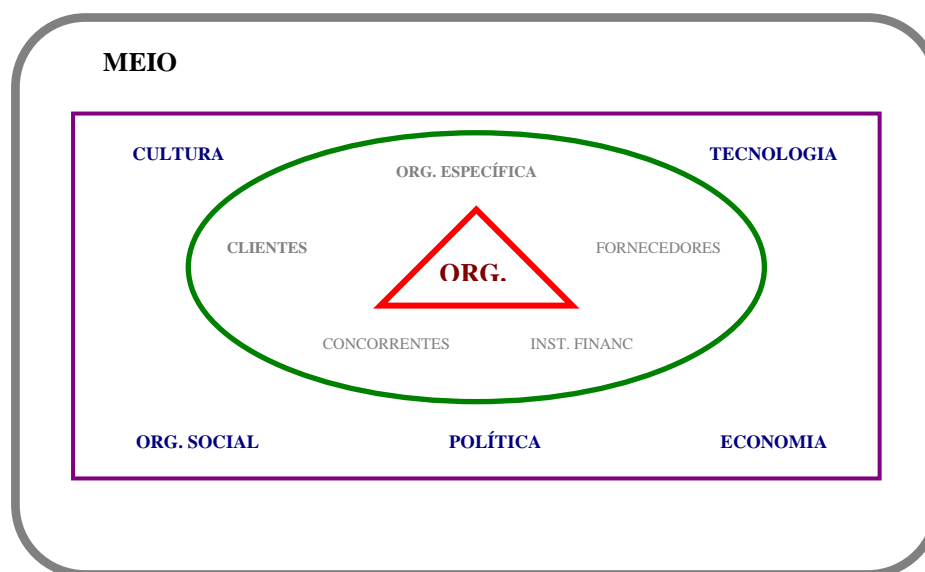 MEIO
CULTURA
TECNOLOGIA
ORG. ESPECÍFICA
CLIENTES
FORNECEDORES
ORG.
CONCORRENTES
INST. FINANC
ORG. SOCIAL
POLÍTICA
ECONOMIA